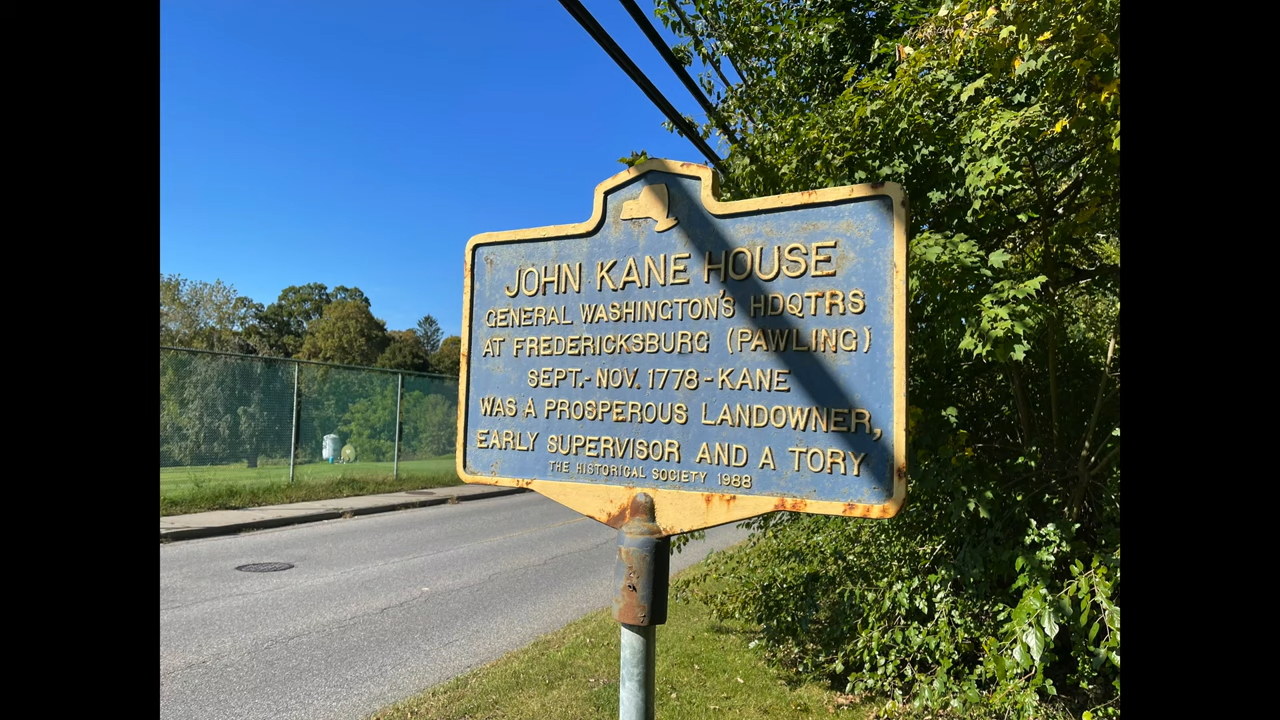 JOHN KANE HOUSE
GENERAL WASHINGTON'S HDQTRS
AT FREDERICKSBURG (PAWLING)
SEPT.-NOV. 1778-KANE
WAS A PROSPEROUS LANDOWNER,
EARLY SUPERVISOR AND A TORY
THE HISTORICAL SOCIETY 1988